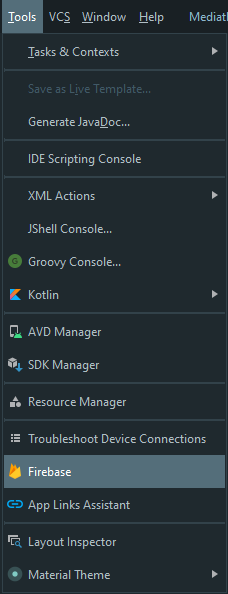 Tools VCS Window Help Mediath
Tasks & Contexts
Save as Live Template...
Generate JavaDoc...
IDE Scripting Console
XML Actions
JShell Console...
G Groovy Console...
Kotlin
AVD Manager
SDK Manager
Resource Manager
Troubleshoot Device Connections
Firebase
App Links Assistant
Layout Inspector
Material Theme